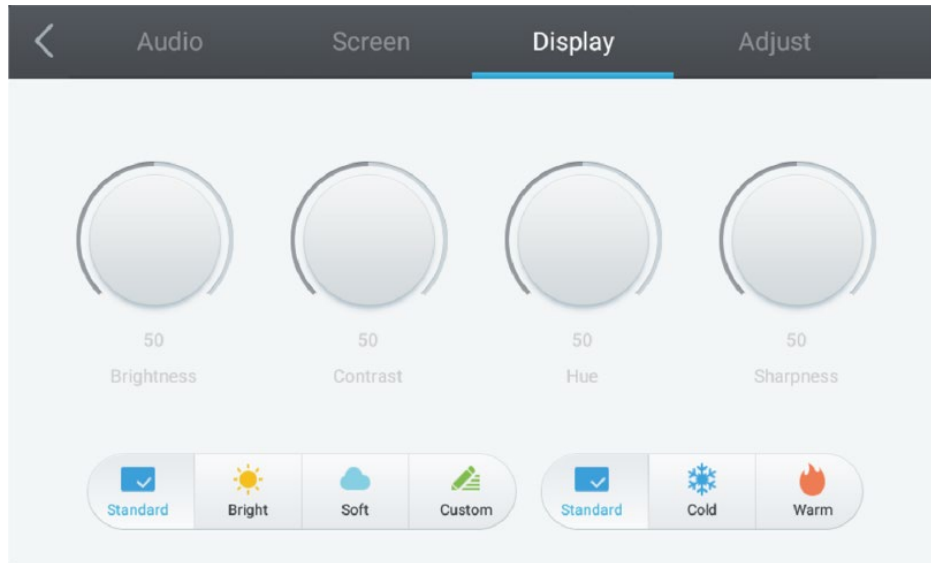 Audio Screen Display Adjust
50 50 50 50
Brightness Contrast Hue Sharpness
Standard Bright Soft Custom Standard Cold Warm